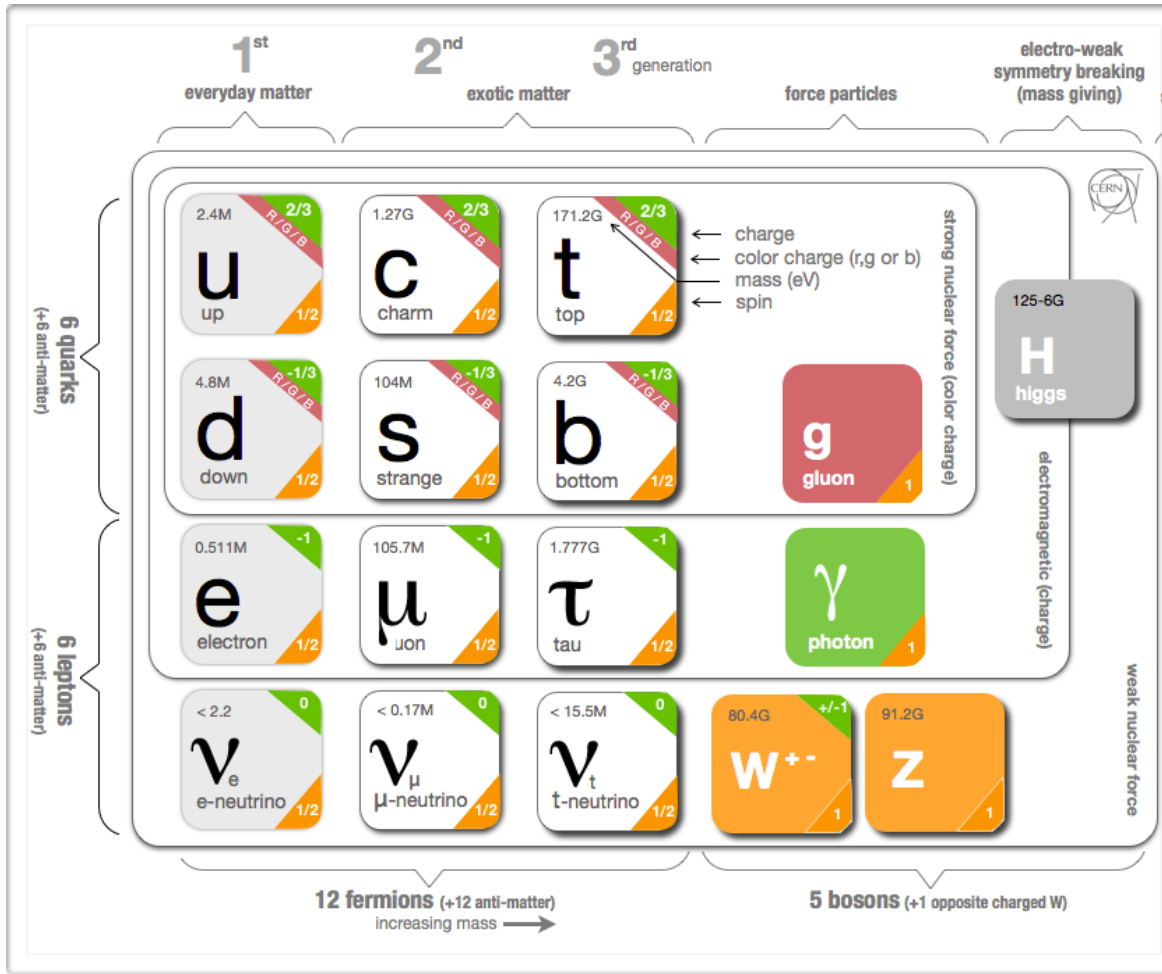 1st
2nd
3rd generation
everyday matter
exotic matter
force particles
electro-weak
symmetry breaking
(mass giving)
6 quarks
(+6 anti-matter)
6 leptons
(+6 anti-matter)
2.4M
2/3
R/G/B
u
up
1/2
1.27G
2/3
R/G/B
c
charm
1/2
171.2G
2/3
R/G/B
t
top
1/2
charge
color charge (r,g or b)
mass (eV)
spin
strong nuclear force (color charge)
CERN
125-6G
H
higgs
4.8M
-1/3
R/G/B
d
down
1/2
104M
-1/3
R/G/B
s
strange
1/2
4.2G
-1/3
R/G/B
b
bottom
1/2
g
gluon
1
electromagnetic (charge)
0.511M
-1
e
electron
1/2
105.7M
-1
μ
uon
1/2
1.777G
-1
τ
tau
1/2
γ
photon
1
weak nuclear force
< 2.2
0
νe
e-neutrino
1/2
< 0.17M
0
νμ
μ-neutrino
1/2
< 15.5M
0
νt
t-neutrino
1/2
80.4G
+/-1
W+-
1
91.2G
Z
1
12 fermions (+12 anti-matter)
increasing mass
5 bosons (+1 opposite charged W)